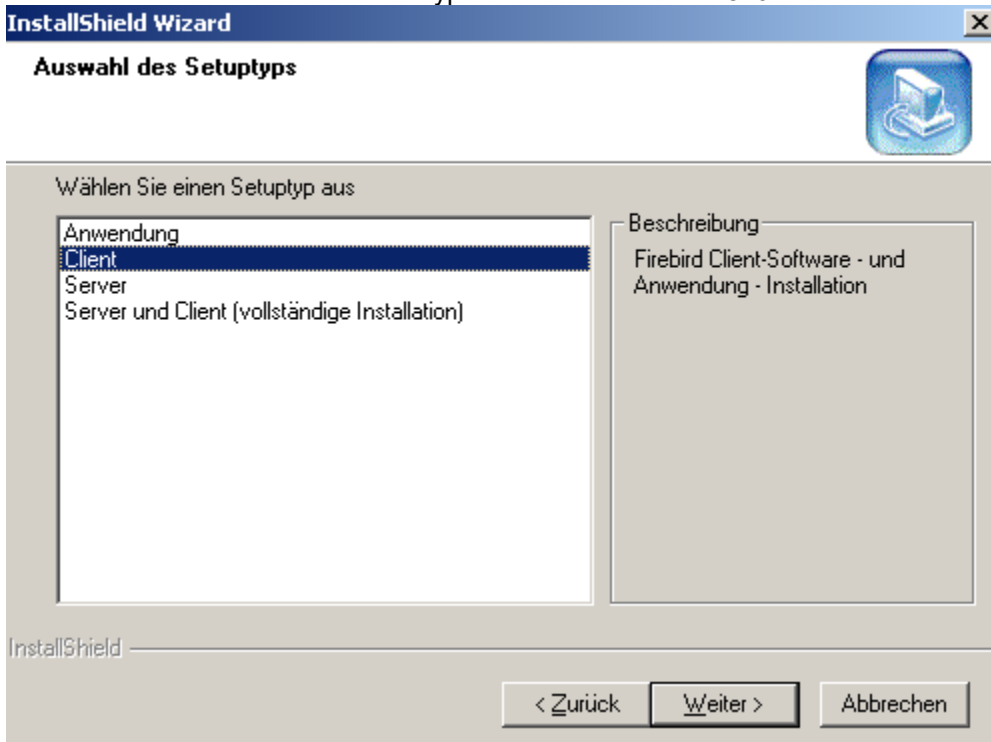 InstallShield Wizard
Auswahl des Setuptyps
Wählen Sie einen Setuptyp aus
Anwendung
Client
Server
Server und Client (vollständige Installation)
Beschreibung
Firebird Client-Software - und
Anwendung - Installation
InstallShield
< Zurück
Weiter >
Abbrechen